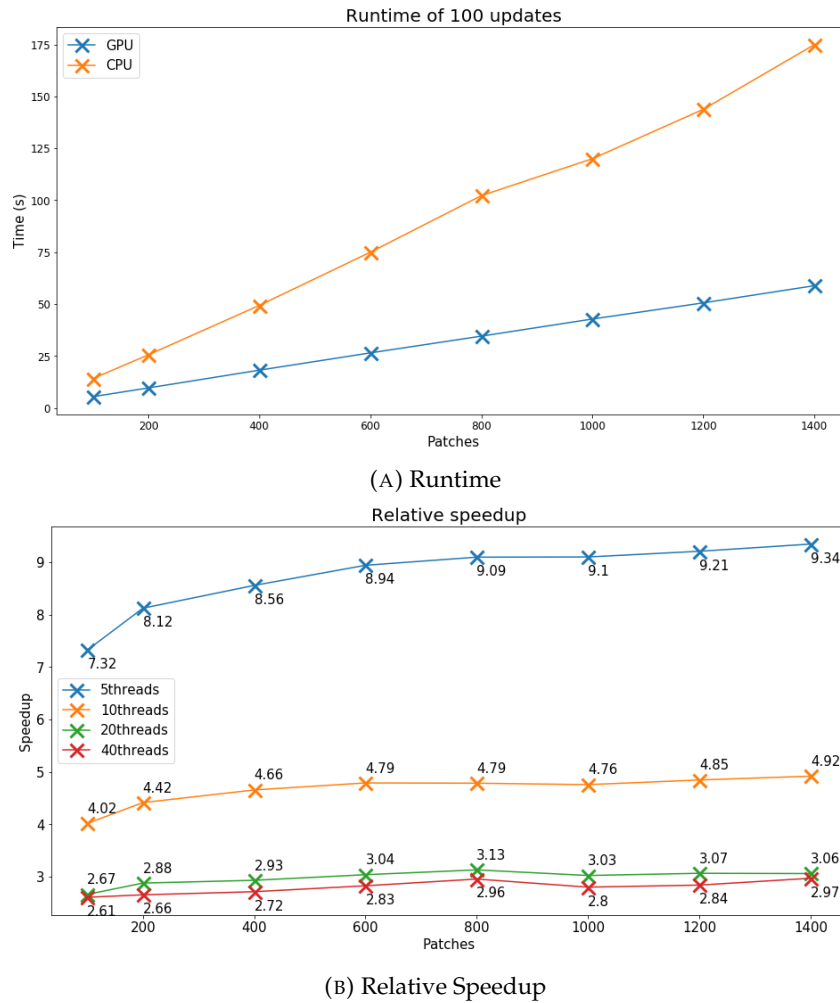 Runtime of 100 updates
GPU
CPU
175
150
125
100
75
50
25
0
Time (s)
200 400 600 800 1000 1200 1400
Patches
(A) Runtime
Relative speedup
9
8
7
6
5
4
3
Speedup
7.32 8.12 8.56 8.94 9.09 9.1 9.21 9.34
5threads
10threads
20threads
40threads
4.02 4.42 4.66 4.79 4.79 4.76 4.85 4.92
2.67 2.88 2.93 3.04 3.13 3.03 3.07 3.06
2.61 2.66 2.72 2.83 2.96 2.8 2.84 2.97
200 400 600 800 1000 1200 1400
Patches
(B) Relative Speedup